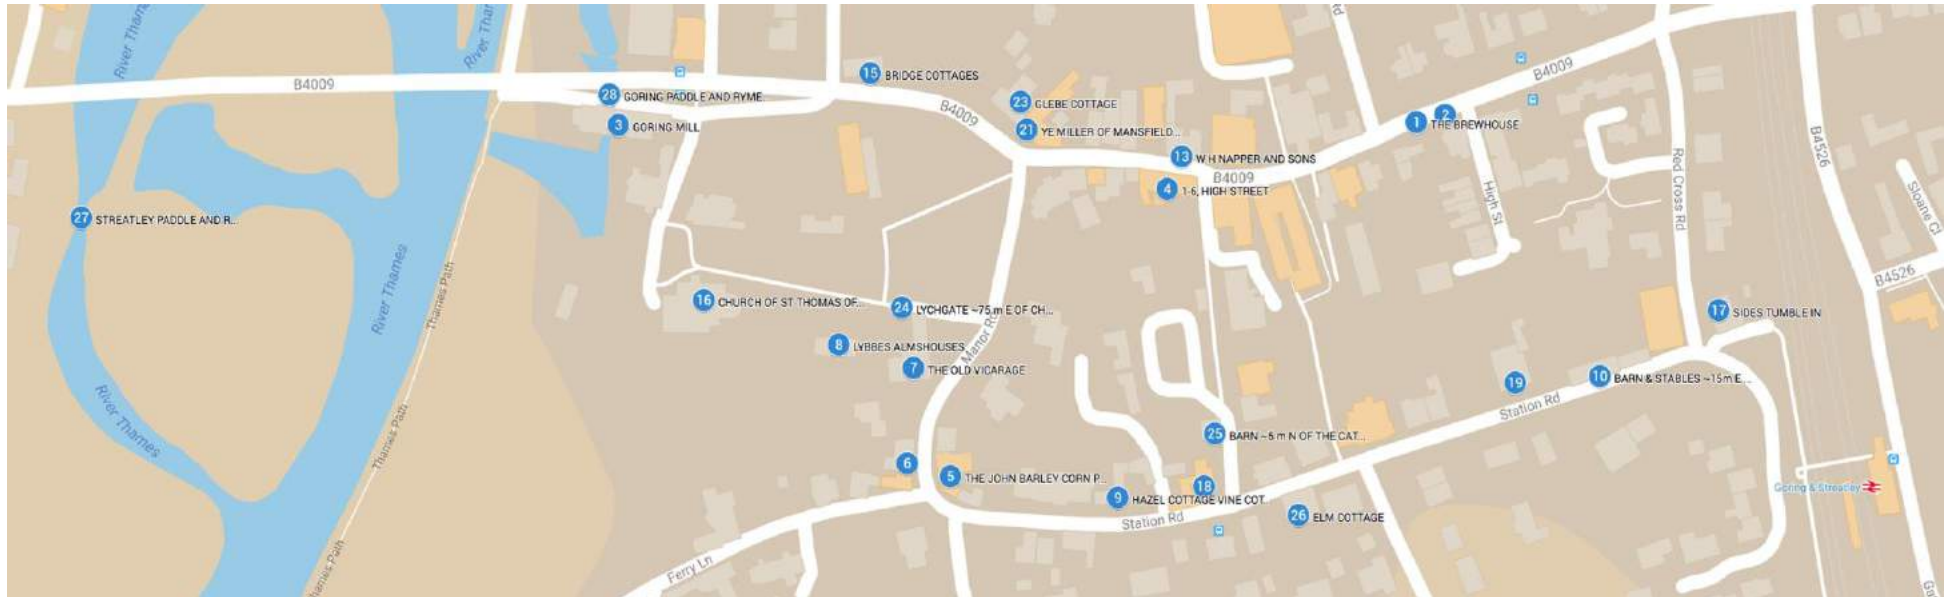 River Thames
River Thames
B4009
28 GORING PADDLE AND RYME
3 GORING MILL
15 BRIDGE COTTAGES
B4009
23 GLEBE COTTAGE
21 YE MILLER OF MANSFIELD...
13 W H NAPPER AND SONS
B4009
4 1-6, HIGH STREET
1
2
THE BREWHOUSE
B4009
High St
Red Cross Rd
B4526
Sloane Cl
B4526
27 STREATLEY PADDLE AND R...
River Thames
Thames Path
16 CHURCH OF ST THOMAS OF...
24 LYCHGATE ~75 m E OF CH...
8 LYBBES ALMSHOUSES
7 THE OLD VICARAGE
Manor Rd
17 SIDES TUMBLE IN
19
10 BARN & STABLES ~15m E...
Station Rd
River Thames
Thames Path
25 BARN ~5 m N OF THE CAT...
6
5 THE JOHN BARLEY CORN P...
9 HAZEL COTTAGE VINE COT
18
26 ELM COTTAGE
Station Rd
Goring & Streatley
Ferry Ln
Thames Path